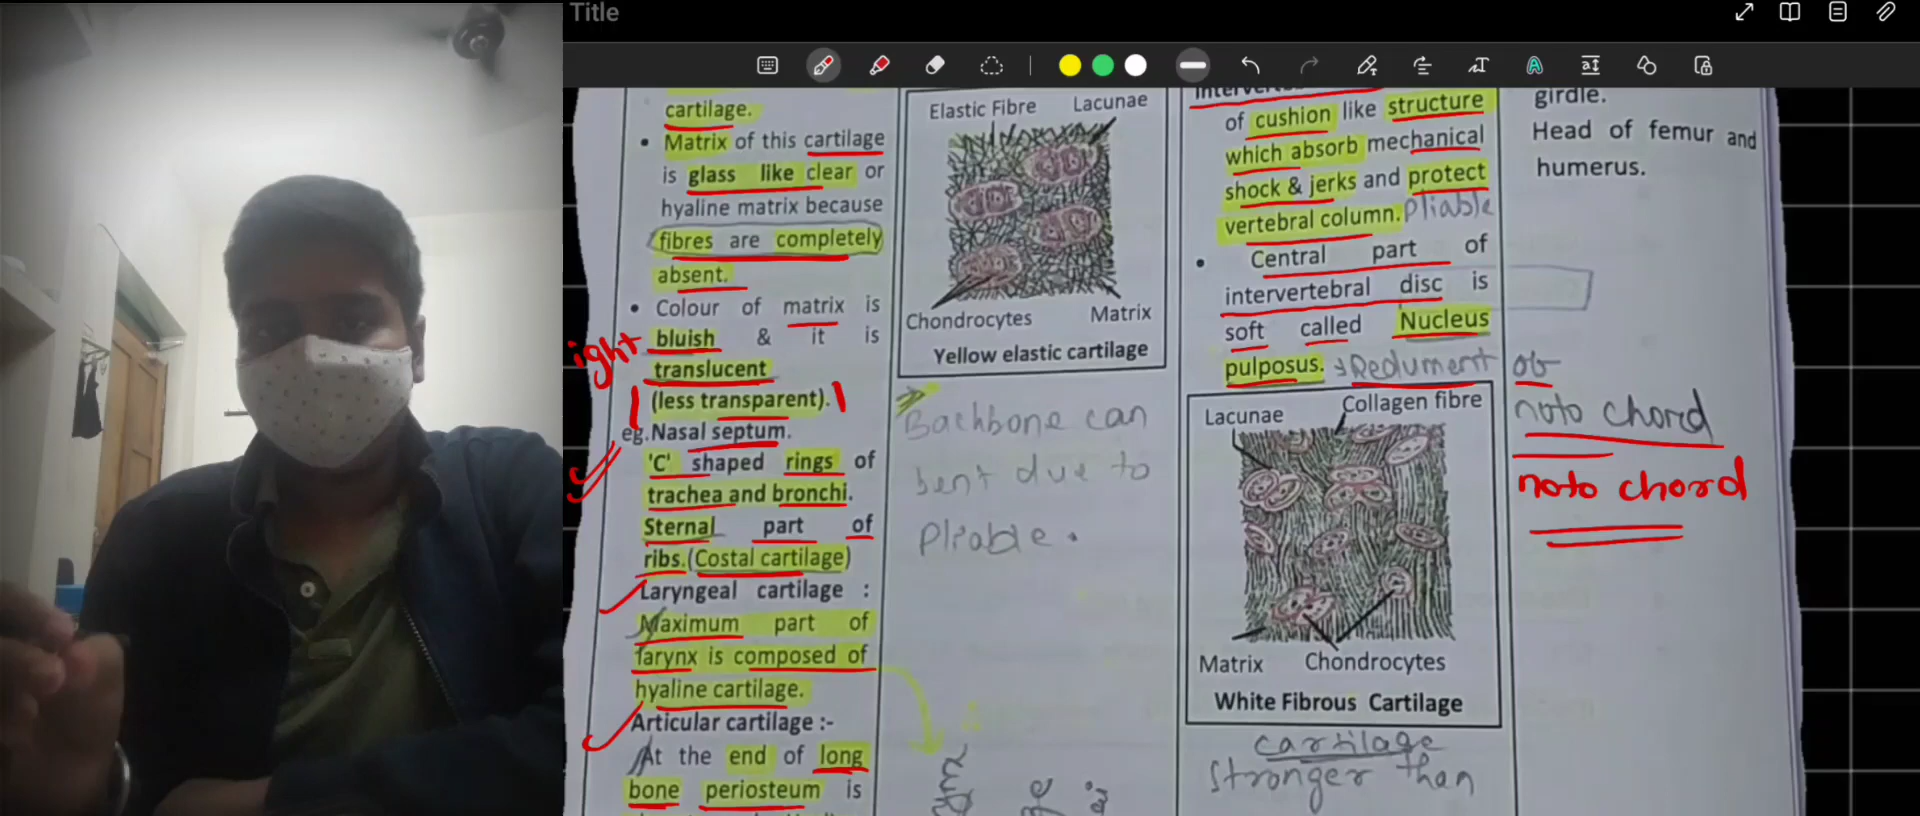 Title
cartilage.
Matrix of this cartilage
is glass like clear or
hyaline matrix because
fibres are completely
absent.
Colour of matrix is
bluish & it is
ight
translucent
(less transparent).
eg. Nasal septum.
'C' shaped rings of
trachea and bronchi.
Sternal part of
ribs.(Costal cartilage)
Laryngeal cartilage :
Maximum part of
larynx is composed of
hyaline cartilage.
Articular cartilage :-
At the end of long
bone periosteum is
Elastic Fibre Lacunae
Chondrocytes Matrix
Yellow elastic cartilage
Backbone can
bent due to
Pliable.
of cushion like structure
which absorb mechanical
shock & jerks and protect
vertebral column. Pliable
Central part of
intervertebral disc is
soft called Nucleus
pulposus. → Redument of
noto chord
noto chord
Lacunae Collagen fibre
Matrix Chondrocytes
White Fibrous Cartilage
cartilage
Stronger than
girdle.
Head of femur and
humerus.